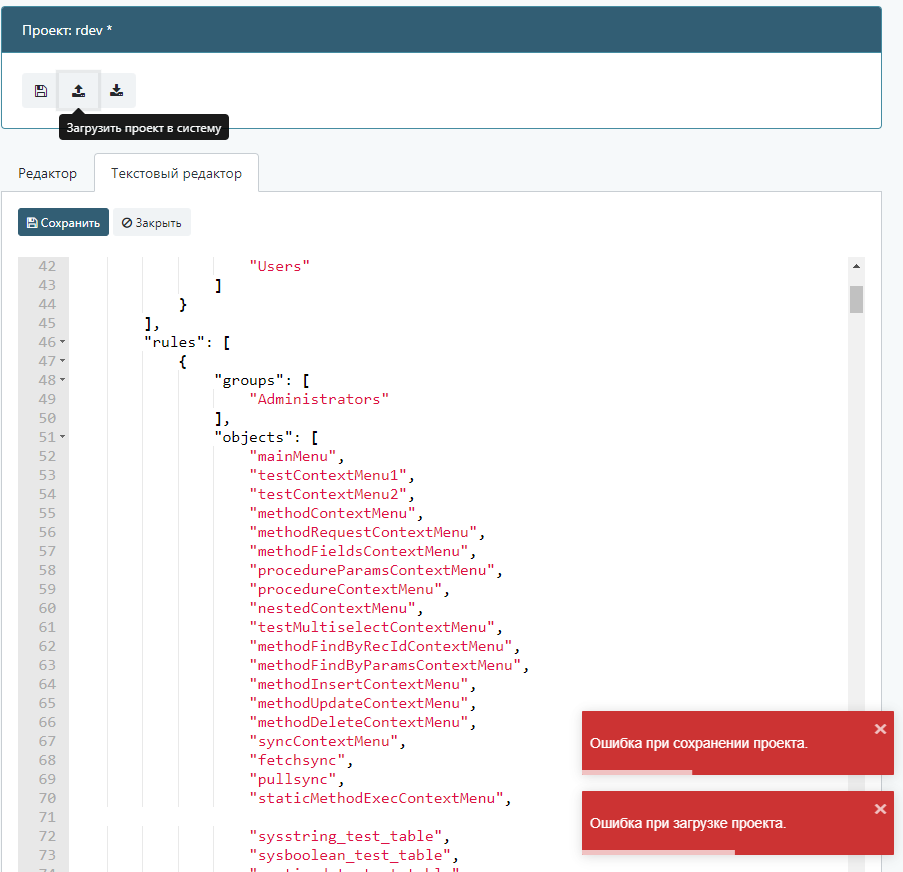 Проект: rdev *
Загрузить проект в систему
Редактор
Текстовый редактор
Сохранить
Закрыть
42 "Users"
43 ]
44 }
45 ],
46 "rules": [
47 {
48 "groups": [
49 "Administrators"
50 ],
51 "objects": [
52 "mainMenu",
53 "testContextMenu1",
54 "testContextMenu2",
55 "methodContextMenu",
56 "methodRequestContextMenu",
57 "methodFieldsContextMenu",
58 "procedureParamsContextMenu",
59 "procedureContextMenu",
60 "nestedContextMenu",
61 "testMultiselectContextMenu",
62 "methodFindByRecIdContextMenu",
63 "methodFindByParamsContextMenu",
64 "methodInsertContextMenu",
65 "methodUpdateContextMenu",
66 "methodDeleteContextMenu",
67 "syncContextMenu",
68 "fetchsync",
69 "pullsync",
70 "staticMethodExecContextMenu",
71
72 "sysstring_test_table",
73 "sysboolean_test_table",
Ошибка при сохранении проекта.
Ошибка при загрузке проекта.